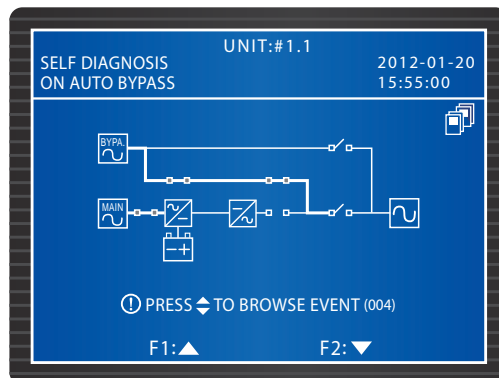 UNIT:#1.1
SELF DIAGNOSIS
ON AUTO BYPASS
2012-01-20
15:55:00
BYPA.
MAIN
PRESS TO BROWSE EVENT (004)
F1: F2: